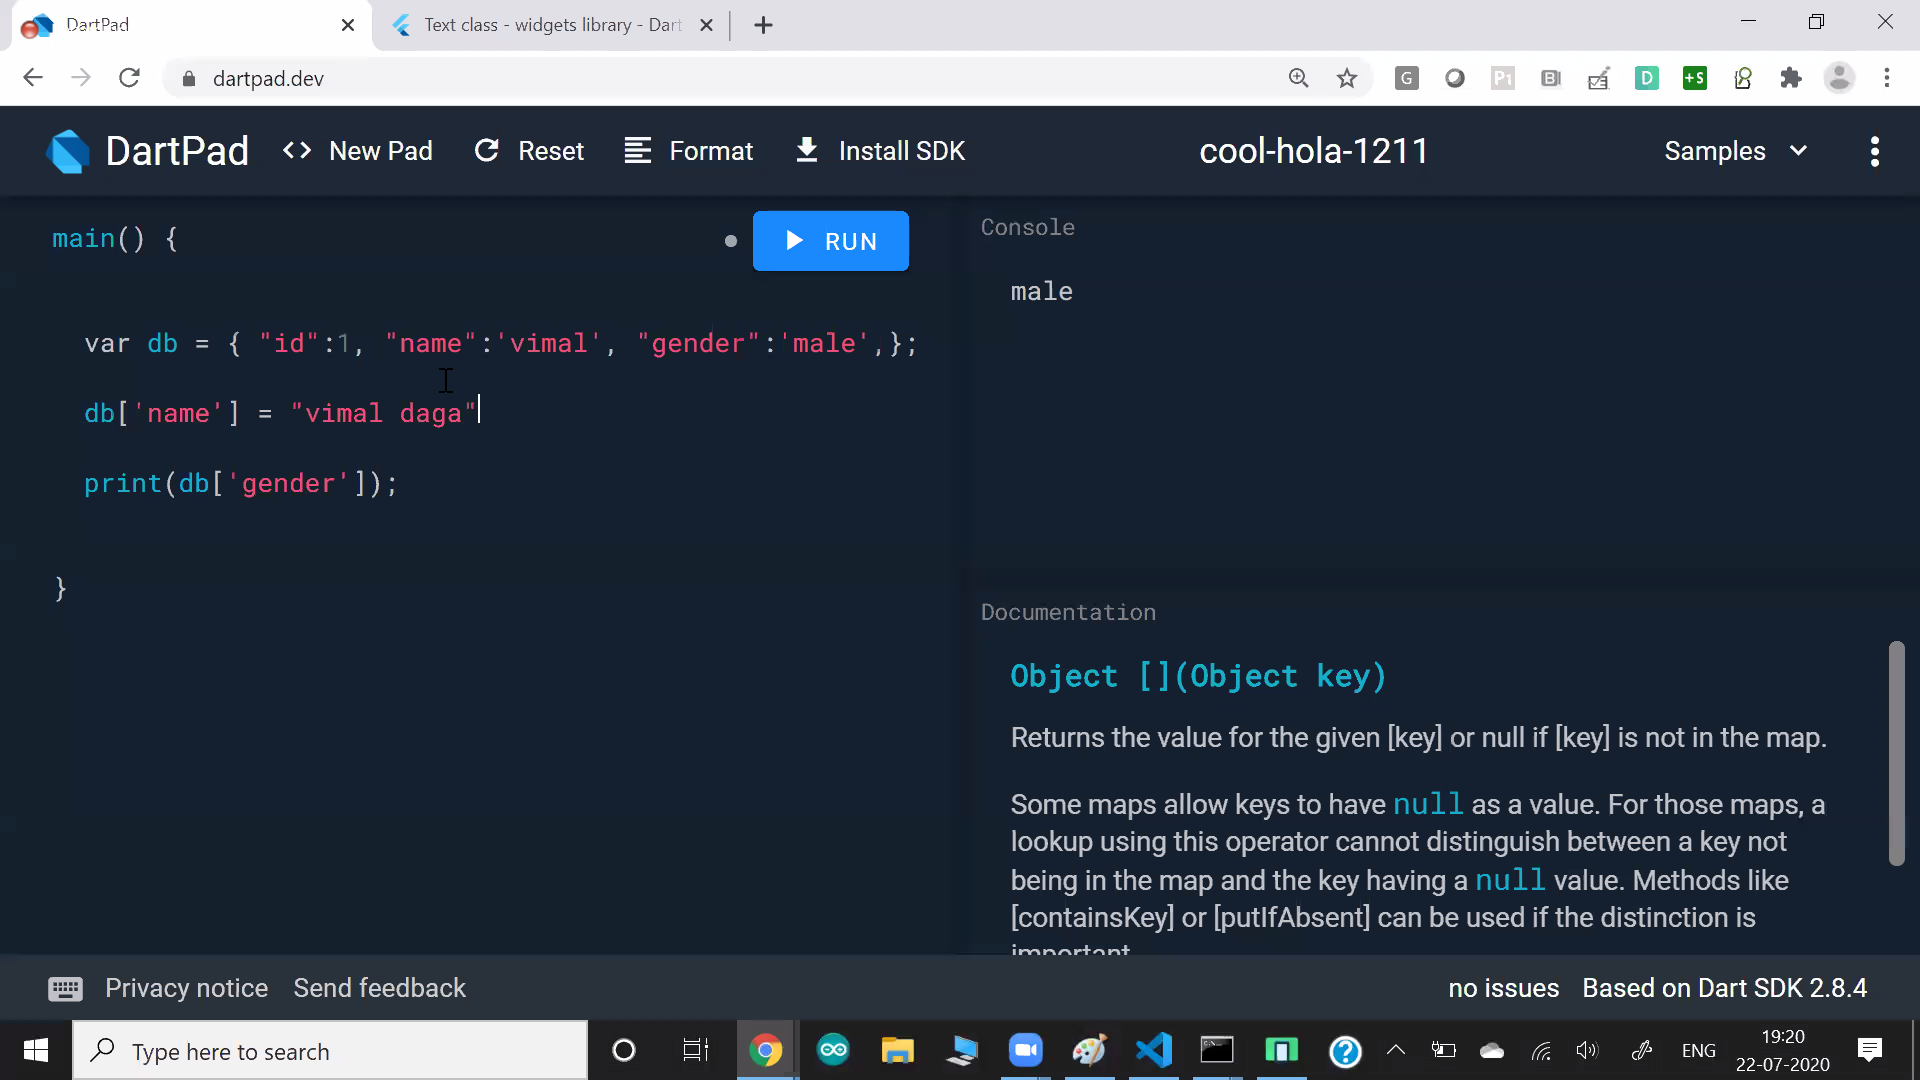 DartPad
Text class - widgets library - Dart
dartpad.dev
DartPad
New Pad
Reset
Format
Install SDK
cool-hola-1211
Samples
main() {
RUN
Console
male
var db = { "id":1, "name":'vimal', "gender":'male',};
db['name'] = "vimal daga"
print(db['gender']);
}
Documentation
Object [](Object key)
Returns the value for the given [key] or null if [key] is not in the map.
Some maps allow keys to have null as a value. For those maps, a
lookup using this operator cannot distinguish between a key not
being in the map and the key having a null value. Methods like
[containsKey] or [putIfAbsent] can be used if the distinction is
important.
Privacy notice
Send feedback
no issues
Based on Dart SDK 2.8.4
Type here to search
ENG
19:20
22-07-2020